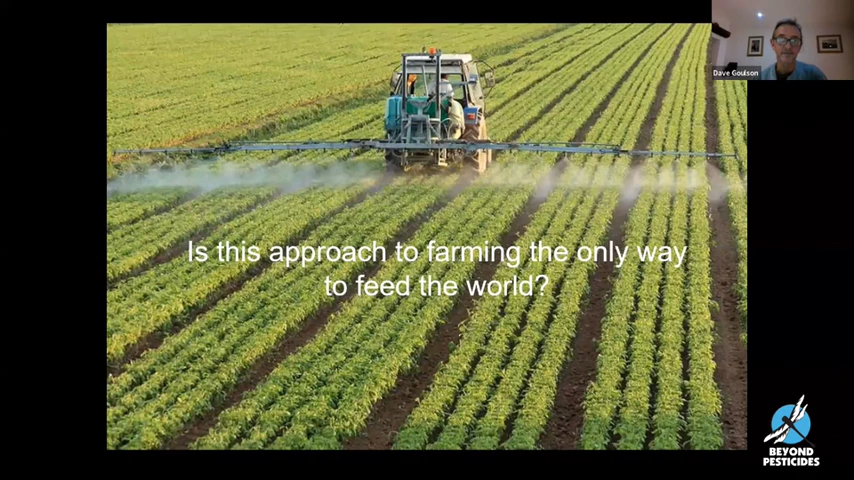 Dave Goulson
Is this approach to farming the only way
to feed the world?
BEYOND
PESTICIDES